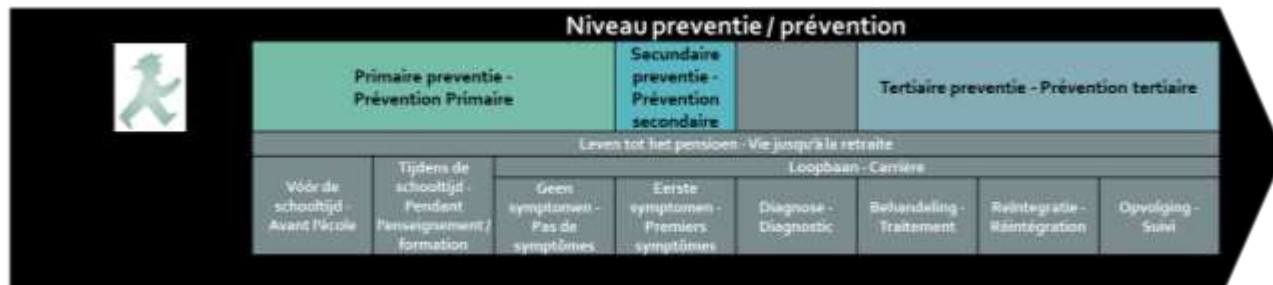 Niveau preventie / prévention
Primaire preventie -
Prévention Primaire
Secundaire
preventie -
Prévention
secondaire
Tertiaire preventie - Prévention tertiaire
Leven tot het pensioen - Vie jusqu'à la retraite
Vóór de
schooltijd -
Avant l'école
Tijdens de
schooltijd -
Pendant
l'enseignement /
formation
Loopbaan - Carrière
Geen
symptomen -
Pas de
symptômes
Eerste
symptomen -
Premiers
symptômes
Diagnose -
Diagnostic
Behandeling -
Traitement
Reïntegratie -
Réintégration
Opvolging -
Suivi